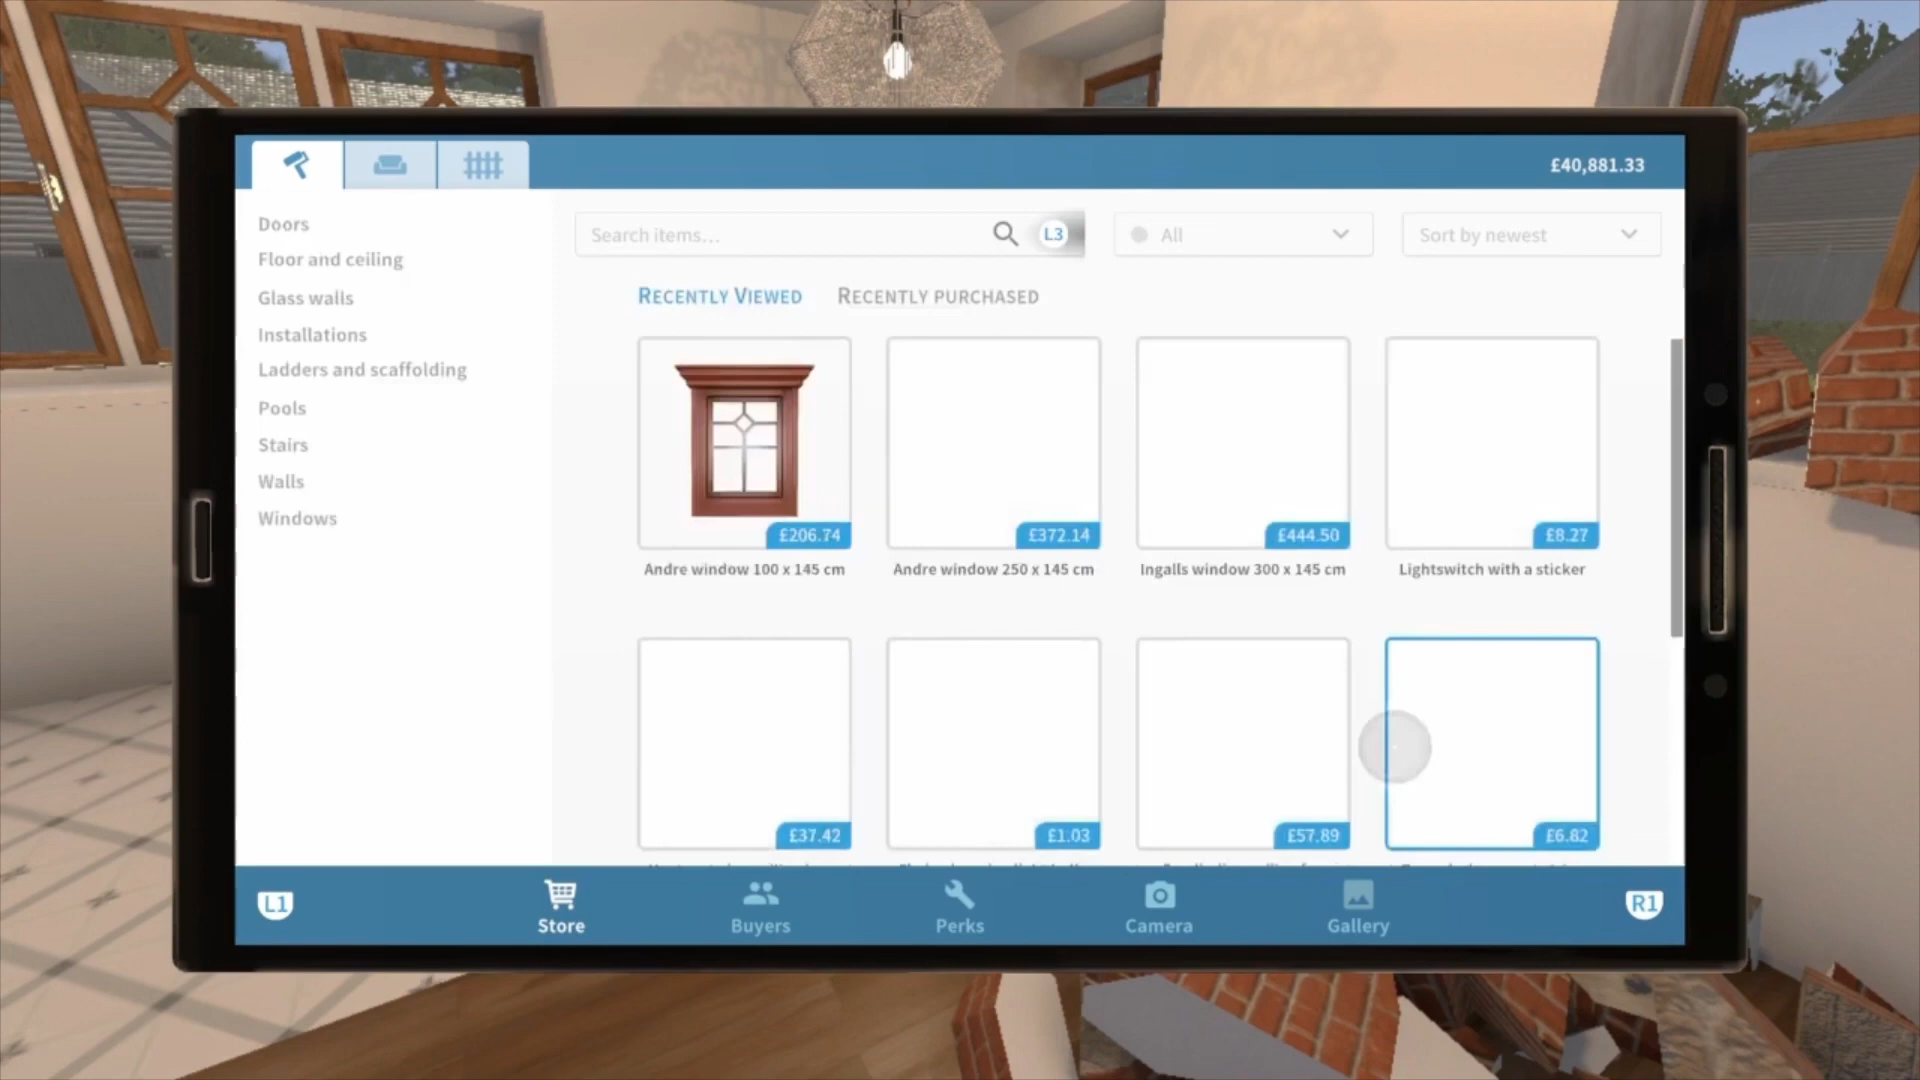 £40,881.33
Doors
Floor and ceiling
Glass walls
Installations
Ladders and scaffolding
Pools
Stairs
Walls
Windows
Search items...
L3
All
Sort by newest
RECENTLY VIEWED
RECENTLY PURCHASED
£206.74
£372.14
£444.50
£8.27
Andre window 100 x 145 cm
Andre window 250 x 145 cm
Ingalls window 300 x 145 cm
Lightswitch with a sticker
£37.42
£1.03
£57.89
£6.82
L1
Store
Buyers
Perks
Camera
Gallery
R1